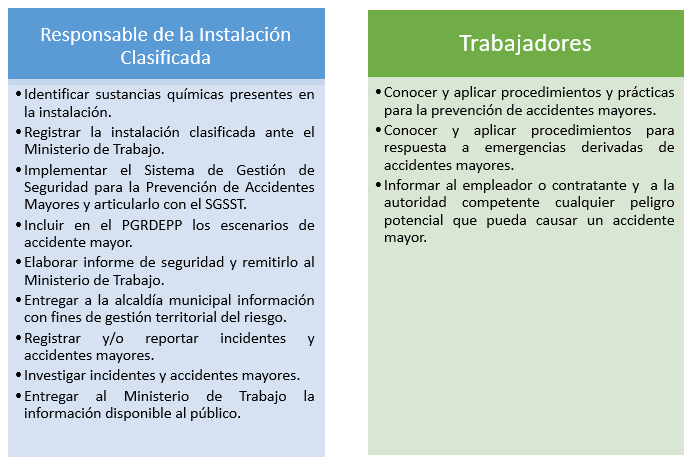 Responsable de la Instalación
Clasificada
•Identificar sustancias químicas presentes en
la instalación.
•Registrar la instalación clasificada ante el
Ministerio de Trabajo.
•Implementar el Sistema de Gestión de
Seguridad para la Prevención de Accidentes
Mayores y articularlo con el SGSST.
•Incluir en el PGRDEPP los escenarios de
accidente mayor.
•Elaborar informe de seguridad y remitirlo al
Ministerio de Trabajo.
•Entregar a la alcaldía municipal información
con fines de gestión territorial del riesgo.
•Registrar y/o reportar incidentes y
accidentes mayores.
•Investigar incidentes y accidentes mayores.
•Entregar al Ministerio de Trabajo la
información disponible al público.
Trabajadores
•Conocer y aplicar procedimientos y prácticas
para la prevención de accidentes mayores.
•Conocer y aplicar procedimientos para
respuesta a emergencias derivadas de
accidentes mayores.
•Informar al empleador o contratante y a la
autoridad competente cualquier peligro
potencial que pueda causar un accidente
mayor.